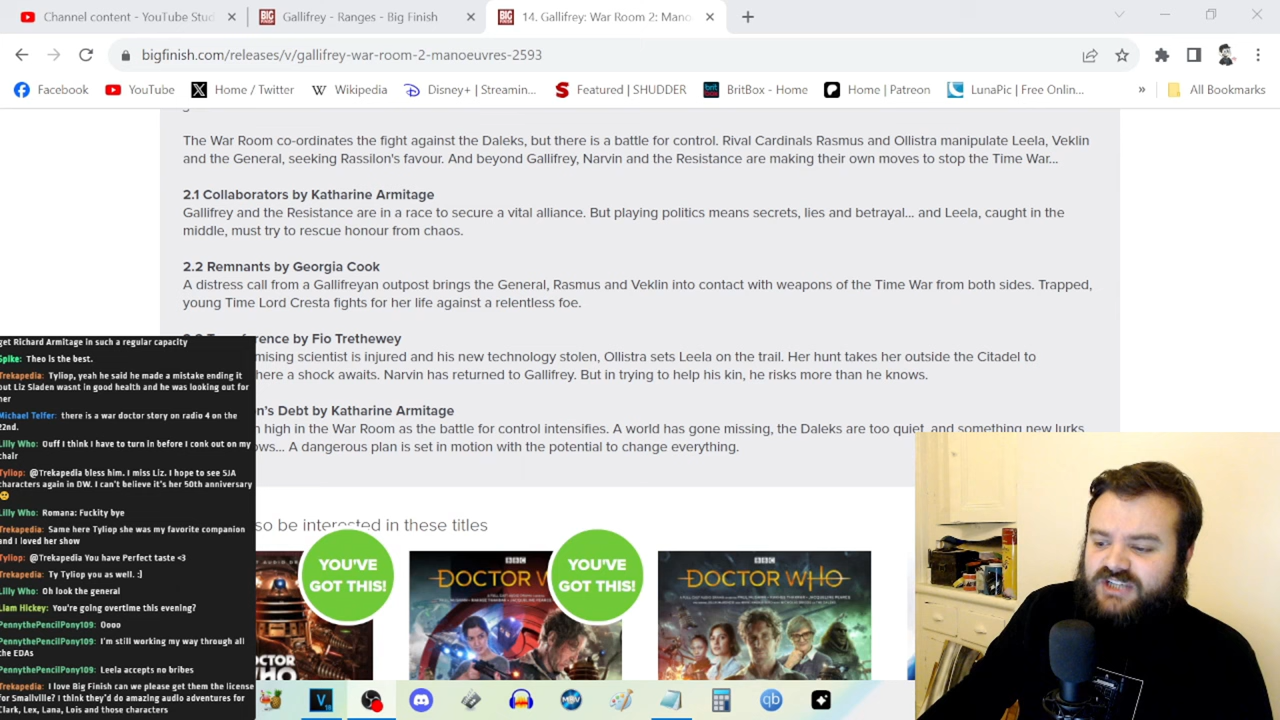 Channel content - YouTube Stud
Gallifrey - Ranges - Big Finish
14. Gallifrey: War Room 2: Mano
bigfinish.com/releases/v/gallifrey-war-room-2-manoeuvres-2593
Facebook
YouTube
Home / Twitter
Wikipedia
Disney+ | Streamin...
Featured | SHUDDER
BritBox - Home
Home | Patreon
LunaPic | Free Onlin...
»
All Bookmarks
The War Room co-ordinates the fight against the Daleks, but there is a battle for control. Rival Cardinals Rasmus and Ollistra manipulate Leela, Veklin
and the General, seeking Rassilon's favour. And beyond Gallifrey, Narvin and the Resistance are making their own moves to stop the Time War...
2.1 Collaborators by Katharine Armitage
Gallifrey and the Resistance are in a race to secure a vital alliance. But playing politics means secrets, lies and betrayal... and Leela, caught in the
middle, must try to rescue honour from chaos.
2.2 Remnants by Georgia Cook
A distress call from a Gallifreyan outpost brings the General, Rasmus and Veklin into contact with weapons of the Time War from both sides. Trapped,
young Time Lord Cresta fights for her life against a relentless foe.
rence by Fio Trethewey
mising scientist is injured and his new technology stolen, Ollistra sets Leela on the trail. Her hunt takes her outside the Citadel to
here a shock awaits. Narvin has returned to Gallifrey. But in trying to help his kin, he risks more than he knows.
on's Debt by Katharine Armitage
n high in the War Room as the battle for control intensifies. A world has gone missing, the Daleks are too quiet, and something new lurks
ows... A dangerous plan is set in motion with the potential to change everything.
so be interested in these titles
get Richard Armitage in such a regular capacity
Spike: Theo is the best.
Trekapedia: Tyliop, yeah he said he made a mistake ending it
but Liz Sladen wasnt in good health and he was looking out for
her
Michael Telfer: there is a war doctor story on radio 4 on the
22nd.
Lilly Who: Ouff I think I have to turn in before I conk out on my
chair
Tyliop: @Trekapedia bless him. I miss Liz. I hope to see SJA
characters again in DW. I can't believe it's her 50th anniversary
Lilly Who: Romana: Fuckity bye
Trekapedia: Same here Tyliop she was my favorite companion
and I loved her show
Tyliop: @Trekapedia You have Perfect taste <3
Trekapedia: Ty Tyliop you as well. :)
Lilly Who: Oh look the general
Liam Hickey: You're going overtime this evening?
PennythePencilPony109: Oooo
PennythePencilPony109: I'm still working my way through all
the EDAs
PennythePencilPony109: Leela accepts no bribes
Trekapedia: I love Big Finish can we please get them the license
for Smallville? I think they'd do amazing audio adventures for
Clark, Lex, Lana, Lois and those characters
YOU'VE
GOT THIS!
YOU'VE
GOT THIS!
BBC
DOCTOR W
BBC
DOCTOR WHO
DOCTOR